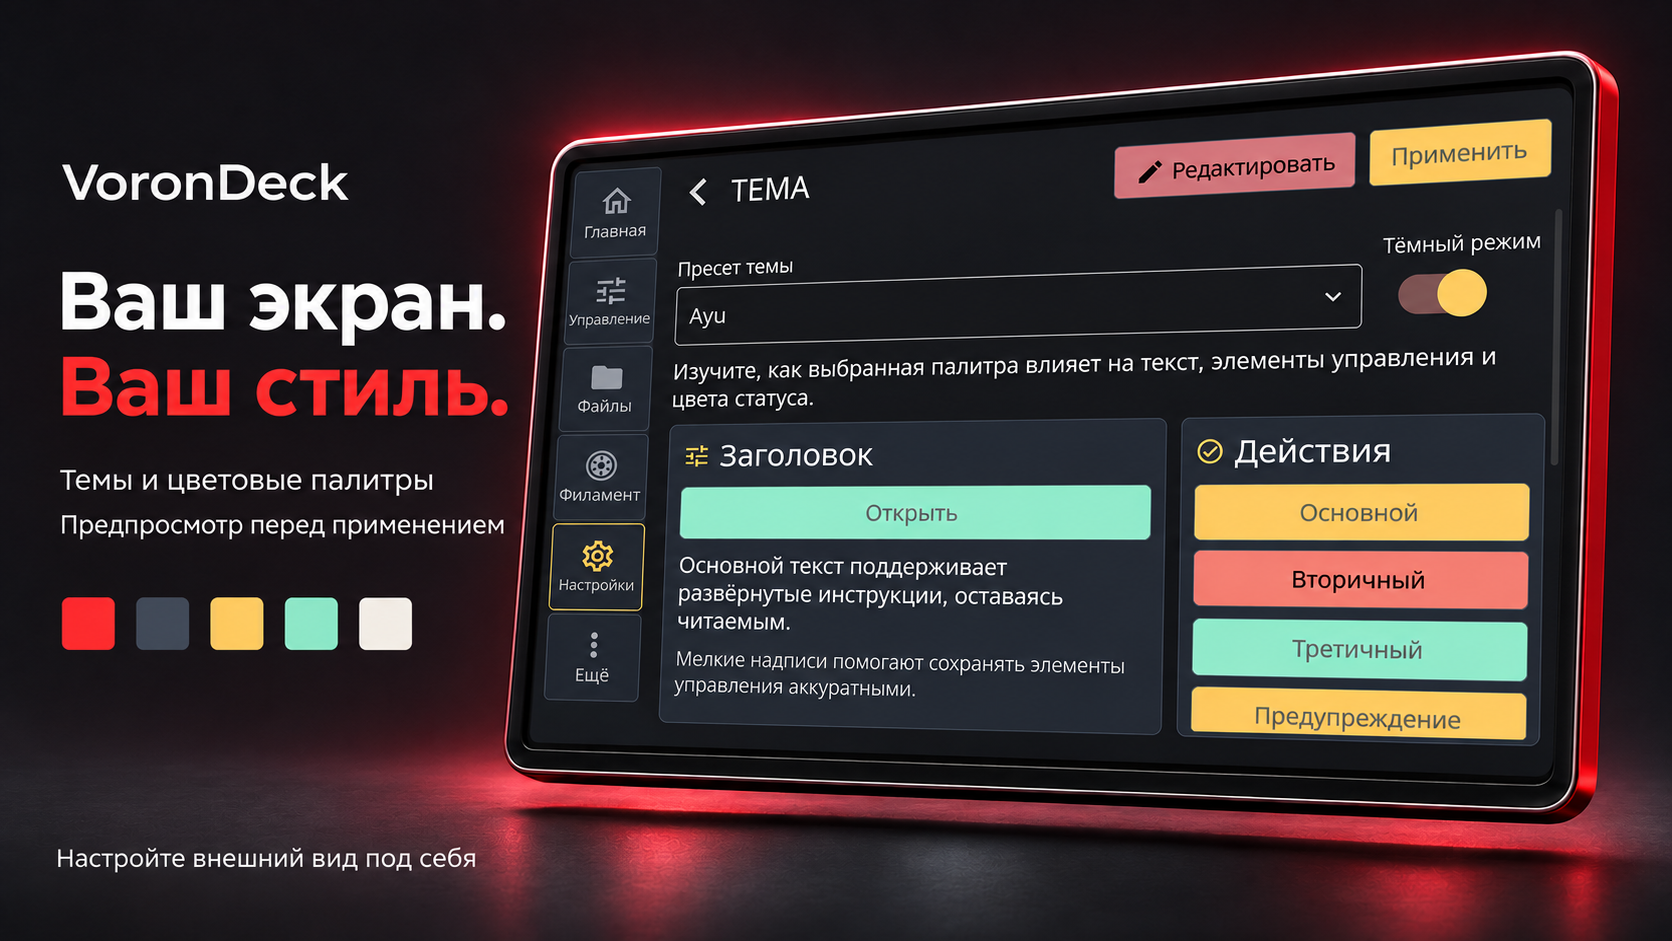 VoronDeck
Ваш экран.
Ваш стиль.
Темы и цветовые палитры
Предпросмотр перед применением
Настройте внешний вид под себя
Главная
Управление
Файлы
Филамент
Настройки
Ещё
ТЕМА
Редактировать
Применить
Пресет темы
Ayu
Тёмный режим
Изучите, как выбранная палитра влияет на текст, элементы управления и
цвета статуса.
Заголовок
Открыть
Основной текст поддерживает
развёрнутые инструкции, оставаясь
читаемым.
Мелкие надписи помогают сохранять элементы
управления аккуратными.
Действия
Основной
Вторичный
Третичный
Предупреждение